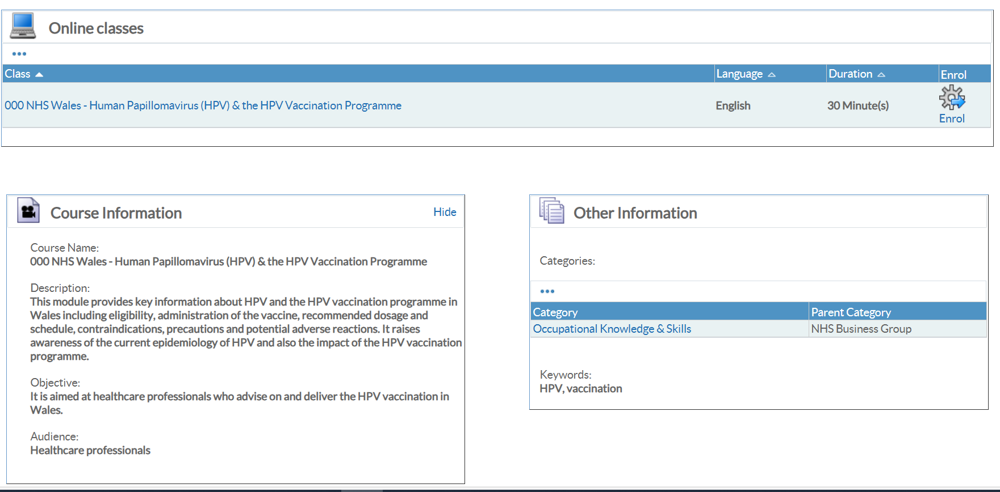 Online classes
Class Language Duration Enrol
000 NHS Wales - Human Papillomavirus (HPV) & the HPV Vaccination Programme English 30 Minute(s)
Enrol
Course Information Hide
Course Name:
000 NHS Wales - Human Papillomavirus (HPV) & the HPV Vaccination Programme
Description:
This module provides key information about HPV and the HPV vaccination programme in
Wales including eligibility, administration of the vaccine, recommended dosage and
schedule, contraindications, precautions and potential adverse reactions. It raises
awareness of the current epidemiology of HPV and also the impact of the HPV vaccination
programme.
Objective:
It is aimed at healthcare professionals who advise on and deliver the HPV vaccination in
Wales.
Audience:
Healthcare professionals
Other Information
Categories:
Category Parent Category
Occupational Knowledge & Skills NHS Business Group
Keywords:
HPV, vaccination